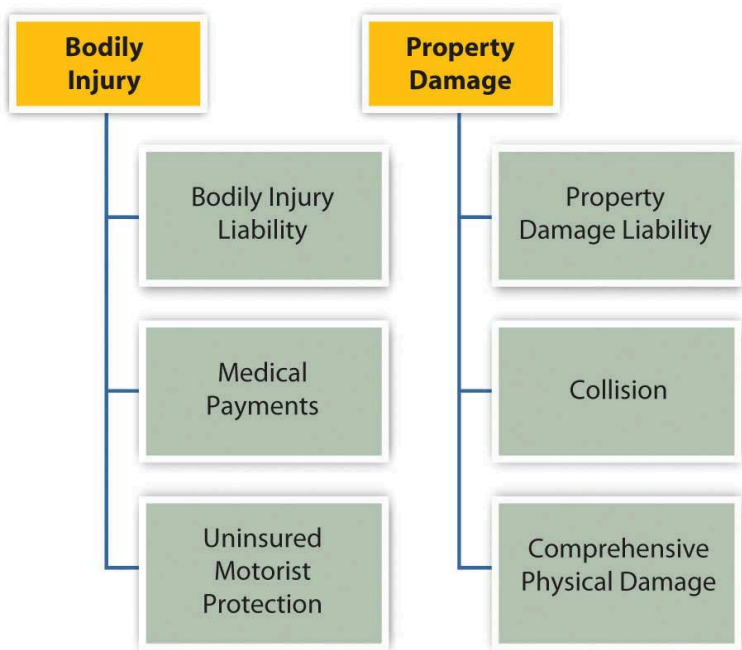 Bodily
Injury
Bodily Injury
Liability
Medical
Payments
Uninsured
Motorist
Protection
Property
Damage
Property
Damage Liability
Collision
Comprehensive
Physical Damage